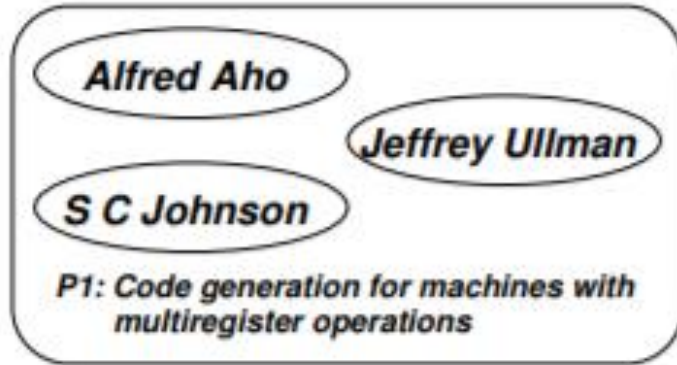 Alfred Aho
Jeffrey Ullman
S C Johnson
P1: Code generation for machines with
multiregister operations